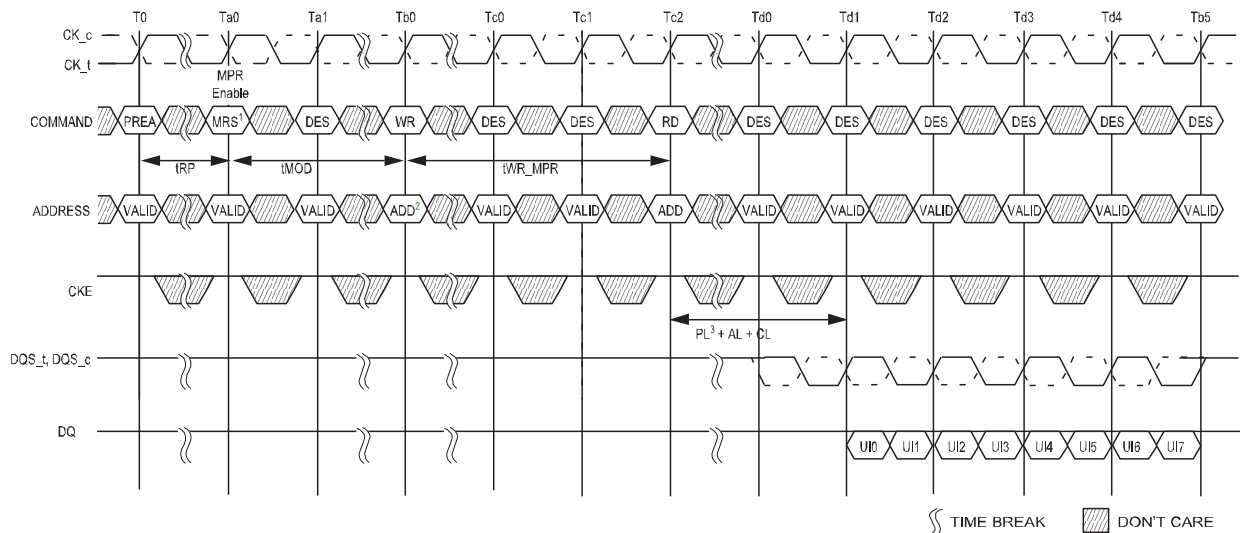 T0 Ta0 Ta1 Tb0 Tc0 Tc1 Tc2 Td0 Td1 Td2 Td3 Td4 Tb5
CK_c
CK_t
MPR
Enable
COMMAND PREA MRS1 DES WR DES DES RD DES DES DES DES DES DES
tRP tMOD tWR_MPR
ADDRESS VALID VALID VALID ADD2 VALID VALID ADD VALID VALID VALID VALID VALID VALID
CKE
PL3 + AL + CL
DQS_t, DQS_c
DQ
UI0 UI1 UI2 UI3 UI4 UI5 UI6 UI7
TIME BREAK DON'T CARE